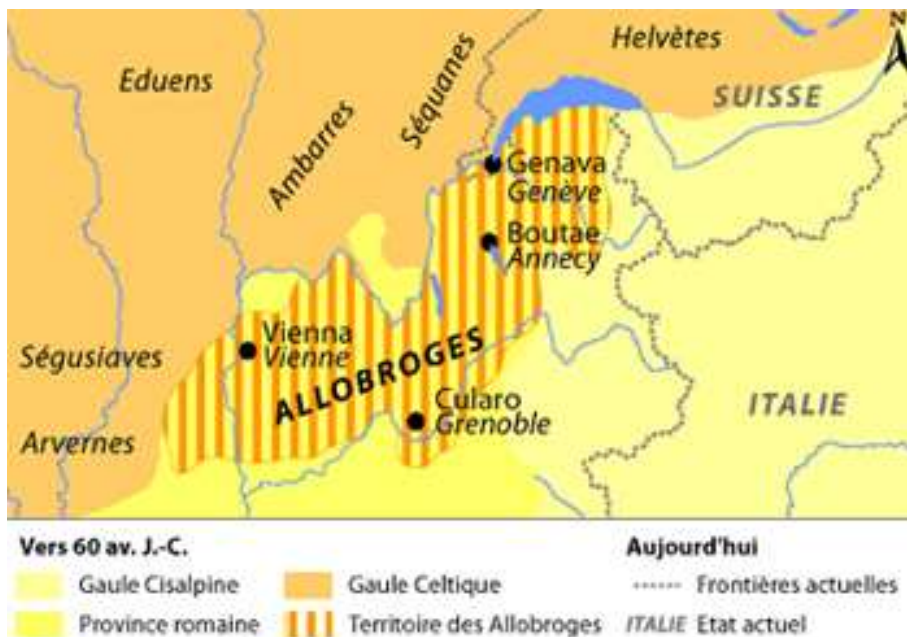 N
Helvètes
Eduens
SUISSE
Séquanes
Ambarres
Genava
Genève
Boutae
Annecy
Vienna
Vienne
Ségusiaves
ALLOBROGES
Cularo
Grenoble
ITALIE
Arvernes
Vers 60 av. J.-C.
Aujourd'hui
Gaule Cisalpine
Gaule Celtique
Frontières actuelles
Province romaine
Territoire des Allobroges
ITALIE Etat actuel